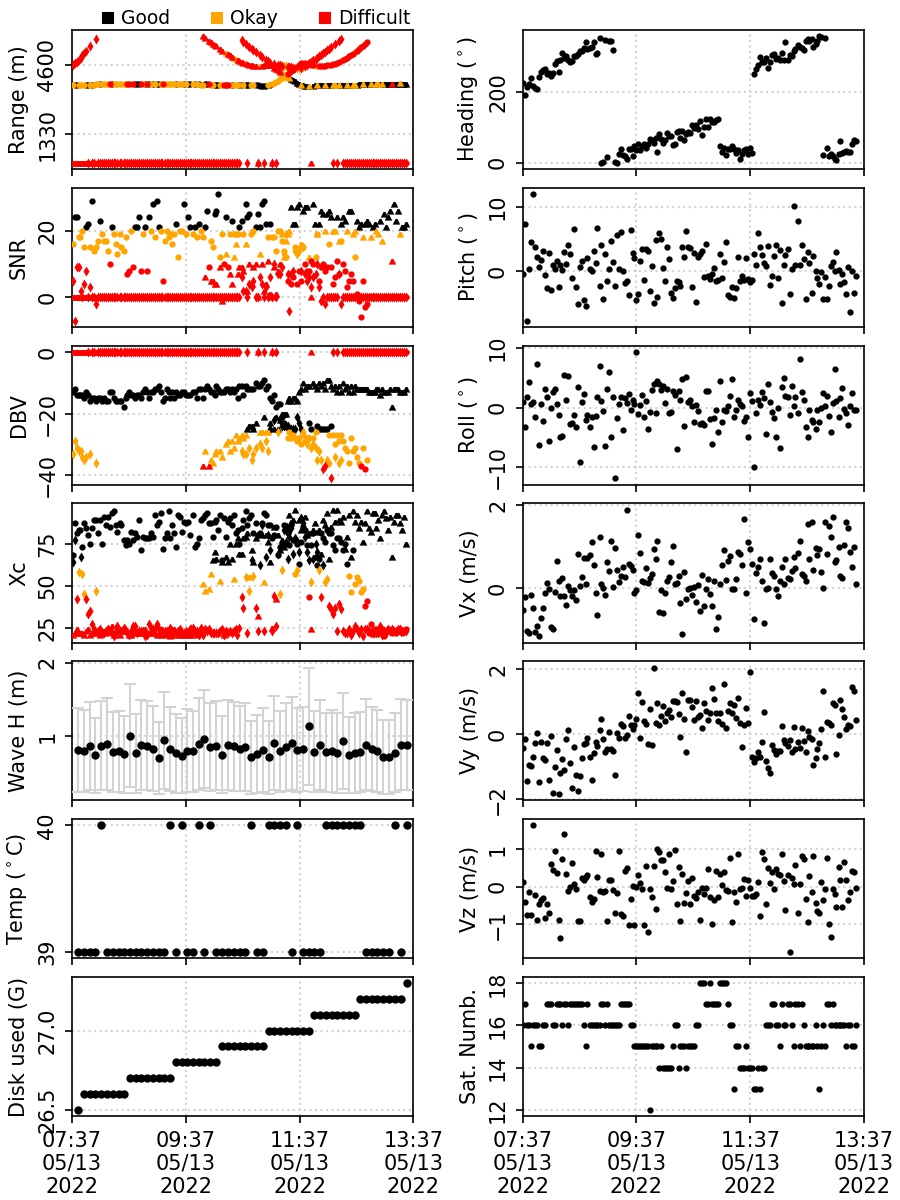 Good Okay Difficult
Range (m)
4600
1330
Heading (°)
200
0
SNR
20
0
Pitch (°)
10
0
DBV
0
−20
−40
Roll (°)
10
0
−10
Xc
75
50
25
Vx (m/s)
2
0
Wave H (m)
2
1
Vy (m/s)
2
0
−2
Temp (°C)
40
39
Vz (m/s)
1
0
−1
Disk used (G)
27.0
26.5
Sat. Numb.
18
16
14
12
07:37 09:37 11:37 13:37
05/13 05/13 05/13 05/13
2022 2022 2022 2022
07:37 09:37 11:37 13:37
05/13 05/13 05/13 05/13
2022 2022 2022 2022